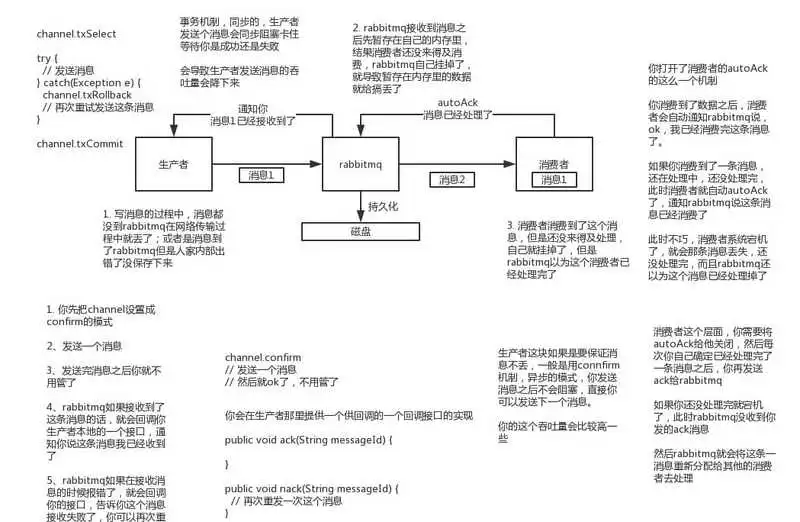 channel.txSelect
try {
// 发送消息
} catch(Exception e) {
channel.txRollback
// 再次重试发送这条消息
}
channel.txCommit
事务机制，同步的，生产者
发送个消息会同步阻塞卡住
等待你是成功还是失败
会导致生产者发送消息的吞
吐量会降下来
2. rabbitmq接收到消息之
后先暂存在自己的内存里，
结果消费者还没来得及消
费，rabbitmq自己挂掉了，
就导致暂存在内存里的数据
就给搞丢了
你打开了消费者的autoAck
的这么一个机制
你消费到了数据之后，消费
者会自动通知rabbitmq说，
ok，我已经消费完这条消息
了。
如果你消费到了一条消息，
还在处理中，还没处理完，
此时消费者就自动autoAck
了，通知rabbitmq说这条消
息已经消费了
此时不巧，消费者系统宕机
了，就会那条消息丢失，还
没处理完，而且rabbitmq还
以为这个消息已经处理掉了
通知你
消息1已经接收到了
autoAck
消息已经处理了
生产者
消息1
rabbitmq
消息2
消费者
消息1
持久化
磁盘
1. 写消息的过程中，消息都
没到rabbitmq在网络传输过
程中就丢了；或者是消息到
了rabbitmq但是人家内部出
错了没保存下来
3. 消费者消费到了这个消
息，但是还没来得及处理，
自己就挂掉了，但是
rabbitmq以为这个消费者已
经处理完了
1. 你先把channel设置成
confirm的模式
2、发送一个消息
3、发送完消息之后你就不
用管了
4、rabbitmq如果接收到了
这条消息的话，就会回调你
生产者本地的一个接口，通
知你说这条消息我已经收到
了
5、rabbitmq如果在接收消
息的时候报错了，就会回调
你的接口，告诉你这个消息
接收失败了，你可以再次重
channel.confirm
// 发送一个消息
// 然后就ok了，不用管了
你会在生产者那里提供一个供回调的一个回调接口的实现
public void ack(String messageId) {
}
public void nack(String messageId) {
// 再次重发一次这个消息
}
生产者这块如果是要保证消
息不丢，一般是用connfirm
机制，异步的模式，你发送
消息之后不会阻塞，直接你
可以发送下一个消息。
你的这个吞吐量会比较高一
些
消费者这个层面，你需要将
autoAck给他关闭，然后每
次你自己确定已经处理完了
一条消息之后，你再发送
ack给rabbitmq
如果你还没处理完就宕机
了，此时rabbitmq没收到你
发的ack消息
然后rabbitmq就会将这条一
消息重新分配给其他的消费
者去处理